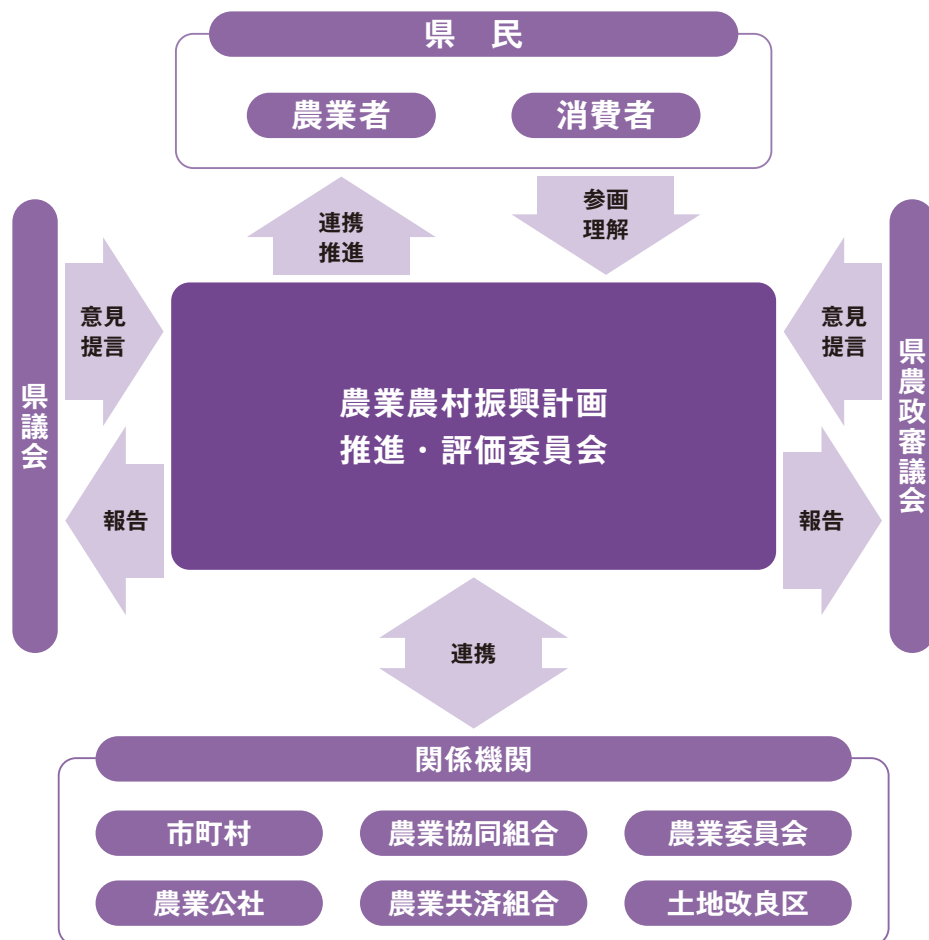 県　民
農業者
消費者
連携
推進
参画
理解
県議会
意見
提言
意見
提言
県農政審議会
農業農村振興計画
推進・評価委員会
報告
報告
連携
関係機関
市町村
農業協同組合
農業委員会
農業公社
農業共済組合
土地改良区